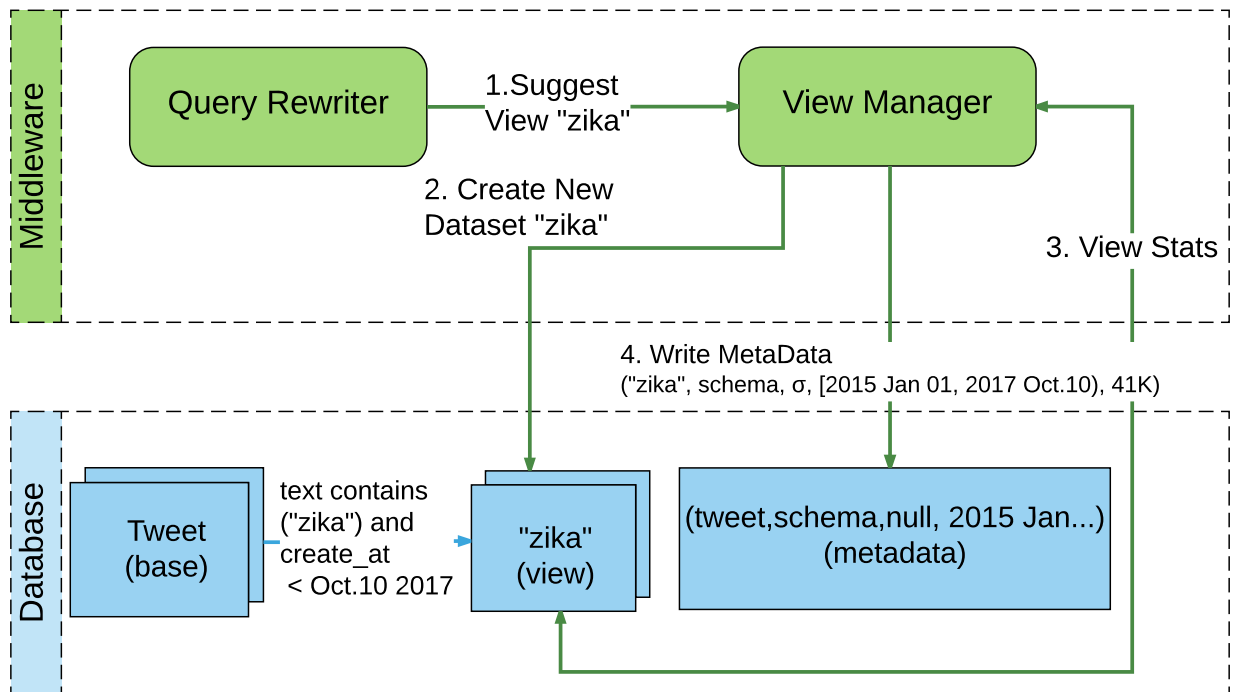 Middleware
Query Rewriter
1.Suggest
View "zika"
View Manager
2. Create New
Dataset "zika"
3. View Stats
4. Write MetaData
("zika", schema, σ, [2015 Jan 01, 2017 Oct.10), 41K)
Database
Tweet
(base)
text contains
("zika") and
create_at
< Oct.10 2017
"zika"
(view)
(tweet,schema,null, 2015 Jan...)
(metadata)